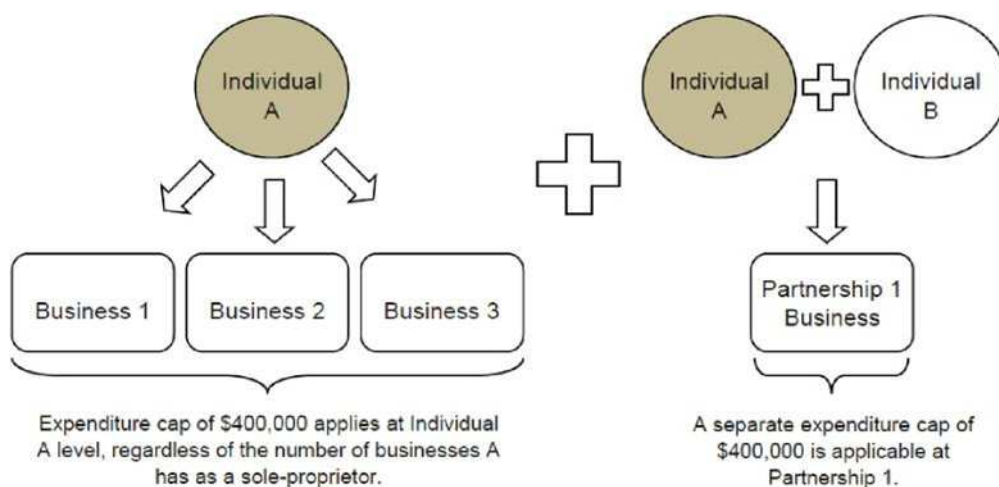 Individual
A
Individual
A
Individual
B
Business 1
Business 2
Business 3
Partnership 1
Business
Expenditure cap of $400,000 applies at Individual
A level, regardless of the number of businesses A
has as a sole-proprietor.
A separate expenditure cap of
$400,000 is applicable at
Partnership 1.